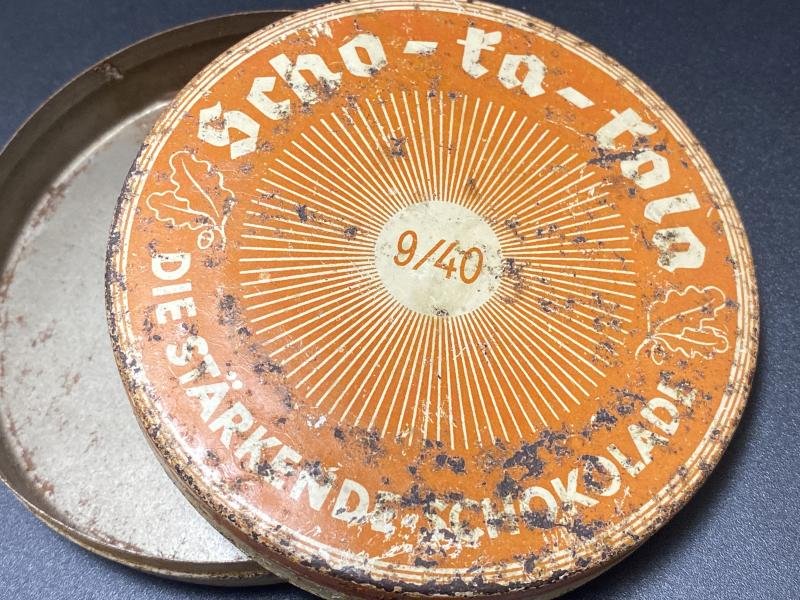 Scho-ka-kola
9/40
DIE STÄRKENDE SCHOKOLADE